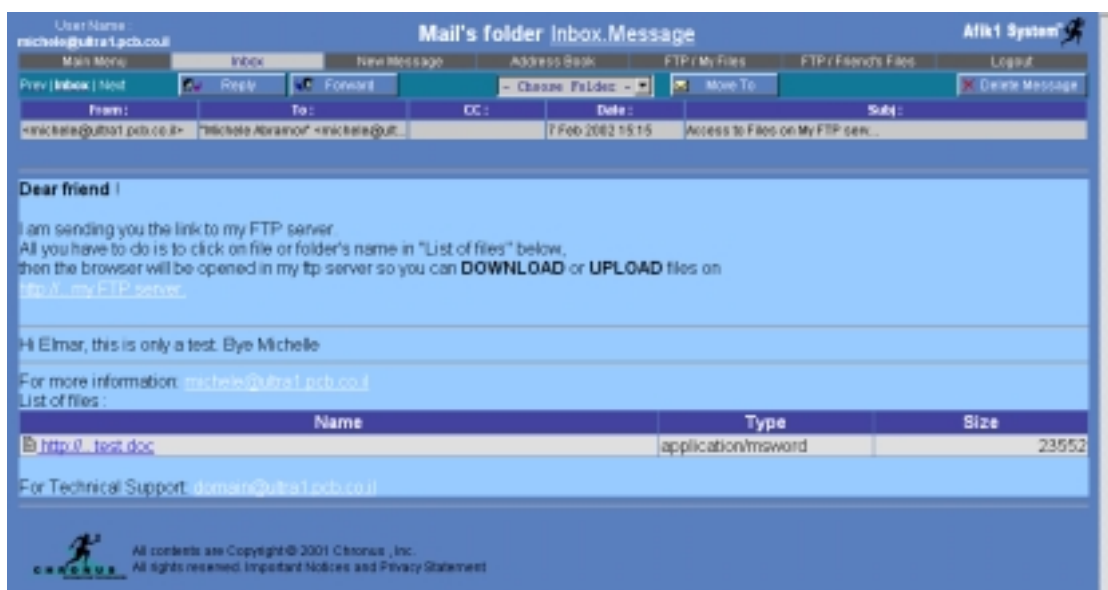 User Name :
michele@ultra1.pcb.co.il
Mail's folder Inbox.Message
Afik1 System
Main Menu Inbox New Message Address Book FTP / My Files FTP / Friend's Files Logout
Prev | Inbox | Next Reply Forward - Choose Folder - Move To Delete Message
From : To : CC : Date : Subj :
<michele@ultra1.pcb.co.il> "Michele Abramor" <michele@ult... 7 Feb 2002 15:15 Access to Files on My FTP serv...
Dear friend !
I am sending you the link to my FTP server.
All you have to do is to click on file or folder's name in "List of files" below,
then the browser will be opened in my ftp server so you can DOWNLOAD or UPLOAD files on
http://...my FTP server.
Hi Elmar, this is only a test. Bye Michelle
For more information: michele@ultra1.pcb.co.il
List of files :
Name Type Size
http://...test.doc application/msword 23552
For Technical Support: domain@ultra1.pcb.co.il
All contents are Copyright © 2001 Chronus , Inc.
CHRONUS All rights reserved. Important Notices and Privacy Statement